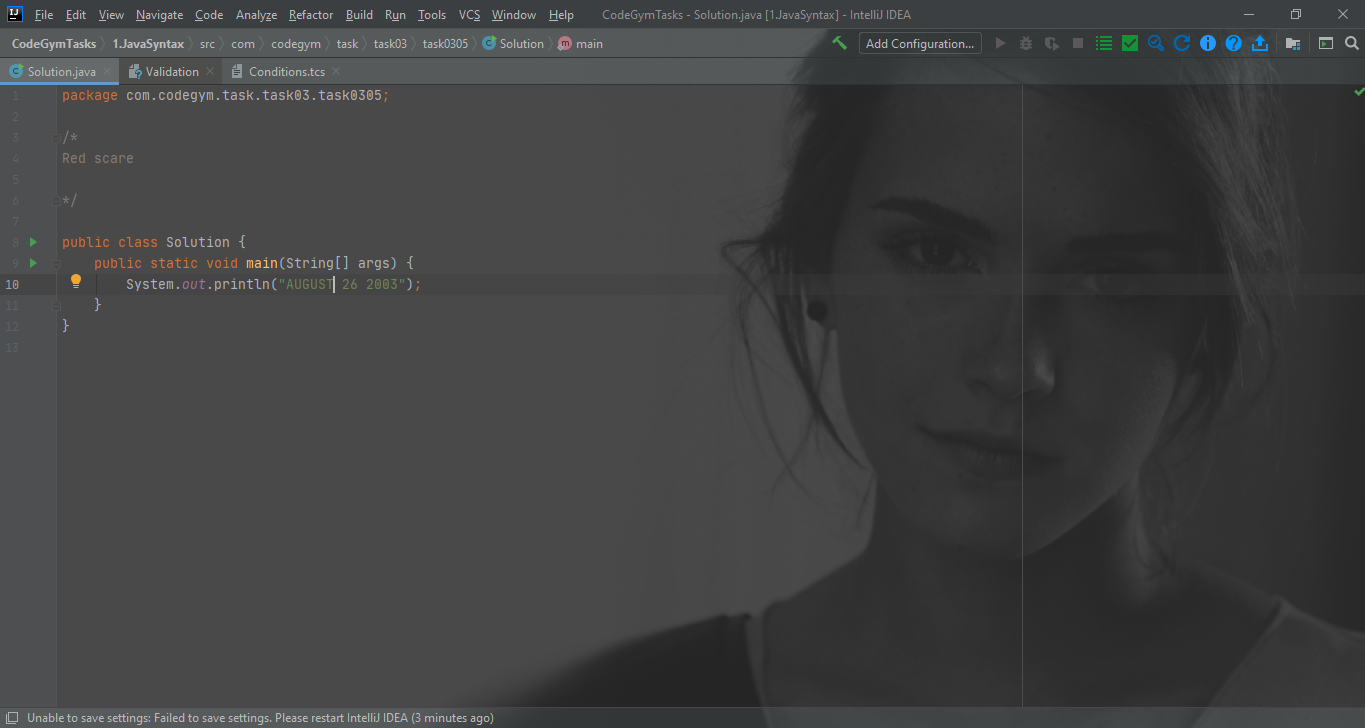 IJ File Edit View Navigate Code Analyze Refactor Build Run Tools VCS Window Help CodeGymTasks - Solution.java [1.JavaSyntax] - IntelliJ IDEA
CodeGymTasks 1.JavaSyntax src com codegym task task03 task0305 C Solution m main Add Configuration...
C Solution.java Validation Conditions.tcs
1 package com.codegym.task.task03.task0305;
2
3 /*
4 Red scare
5
6 */
7
8 public class Solution {
9 public static void main(String[] args) {
10 System.out.println("AUGUST 26 2003");
11 }
12 }
13
Unable to save settings: Failed to save settings. Please restart IntelliJ IDEA (3 minutes ago)